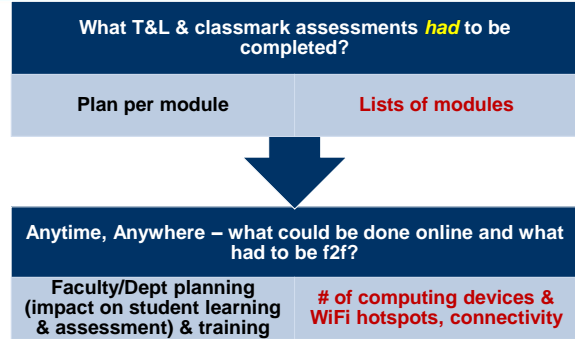 What T&L & classmark assessments had to be
completed?
Plan per module
Lists of modules
Anytime, Anywhere – what could be done online and what
had to be f2f?
Faculty/Dept planning
(impact on student learning
& assessment) & training
# of computing devices &
WiFi hotspots, connectivity